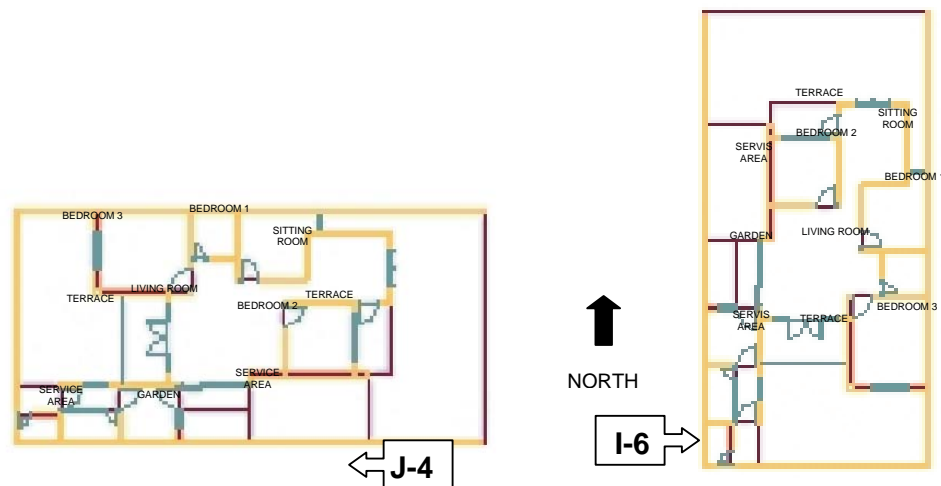 BEDROOM 3
BEDROOM 1
SITTING
ROOM
TERRACE
LIVING ROOM
BEDROOM 2
TERRACE
SERVICE
AREA
SERVICE
AREA
GARDEN
J-4
NORTH
I-6
TERRACE
SITTING
ROOM
BEDROOM 2
SERVIS
AREA
BEDROOM 1
GARDEN
LIVING ROOM
BEDROOM 3
SERVIS
AREA
TERRACE